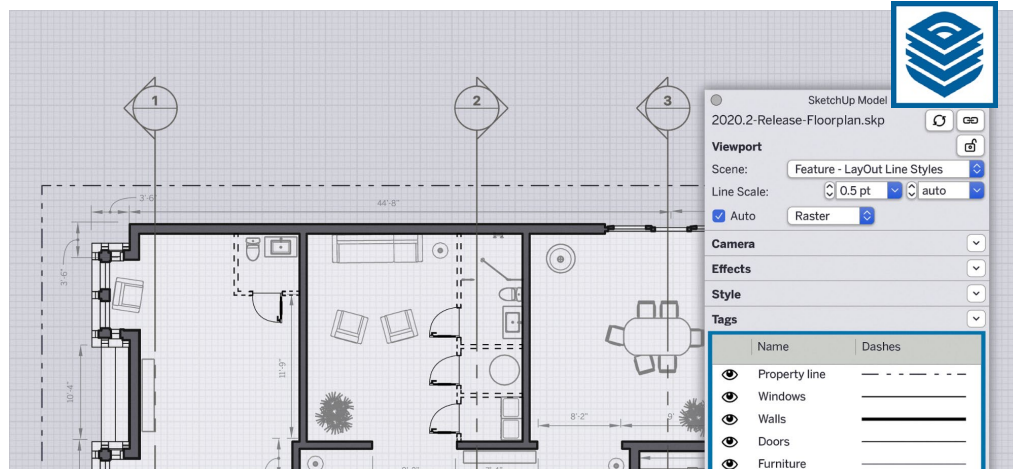 1
2
3
3'-6"
44'-8"
3'-6"
11'-9"
10'-4"
8'-2"
9'
SketchUp Model
2020.2-Release-Floorplan.skp
Viewport
Scene:
Feature - LayOut Line Styles
Line Scale:
0.5 pt
auto
Auto
Raster
Camera
Effects
Style
Tags
Name
Dashes
Property line
Windows
Walls
Doors
Furniture